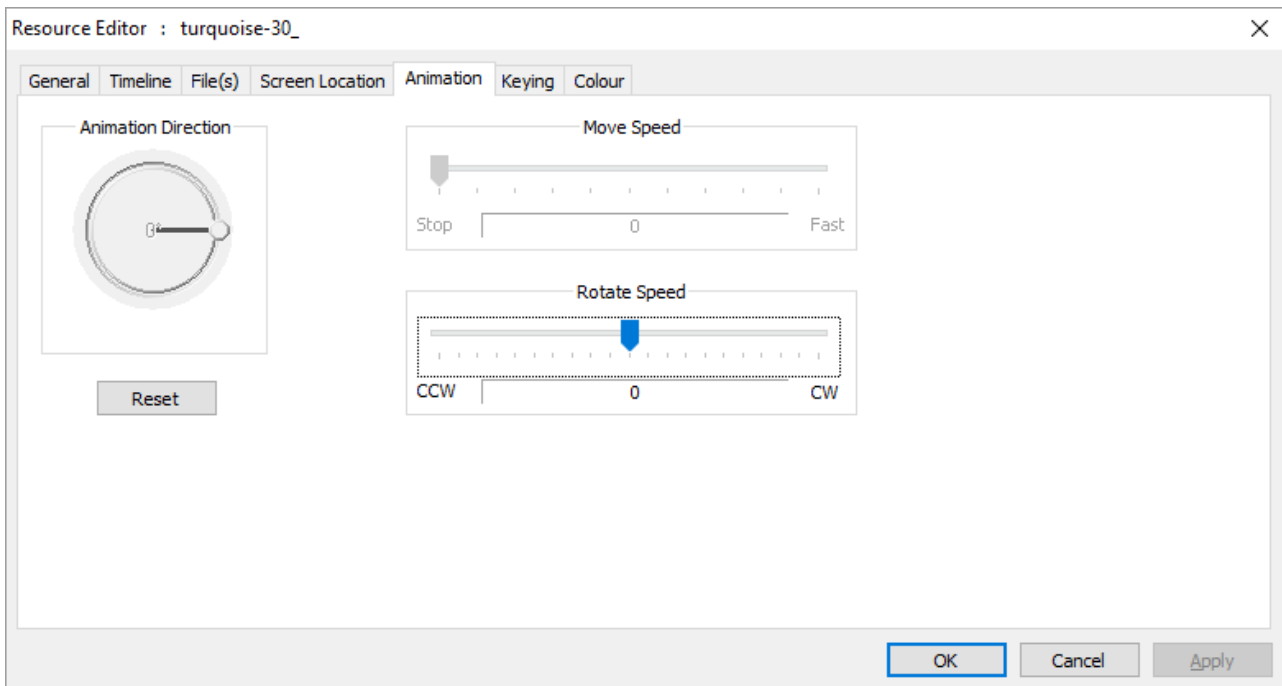 Resource Editor : turquoise-30_
General Timeline File(s) Screen Location Animation Keying Colour
Animation Direction
0°
Reset
Move Speed
Stop 0 Fast
Rotate Speed
CCW 0 CW
OK Cancel Apply